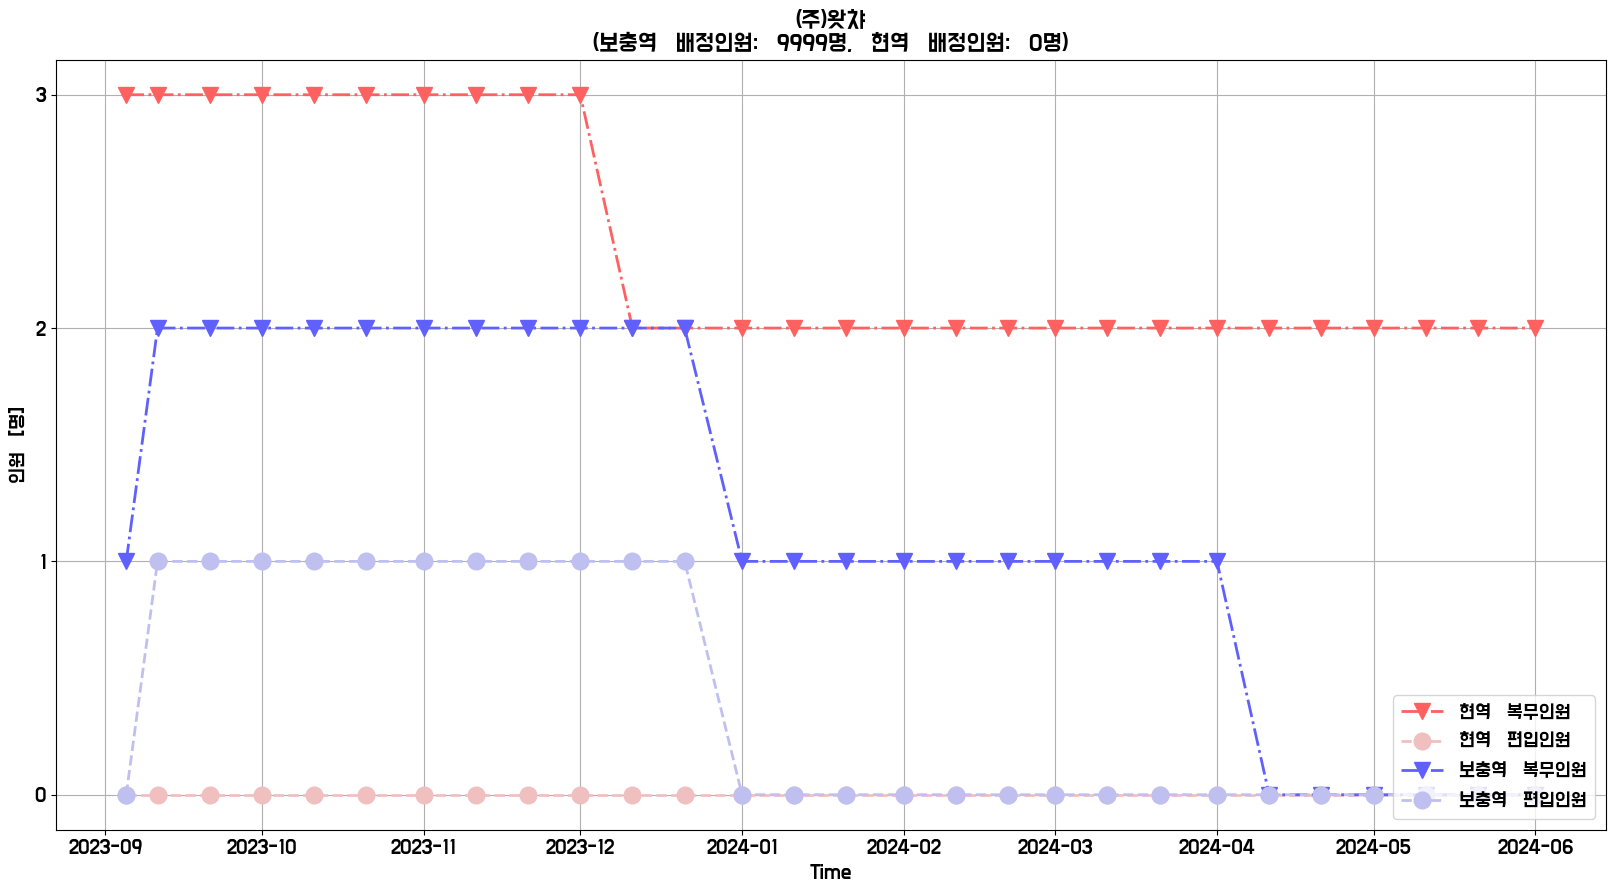 (주)왓챠
(보충역 배정인원: 9999명, 현역 배정인원: 0명)
인원 [명]
3
2
1
0
현역 복무인원
현역 편입인원
보충역 복무인원
보충역 편입인원
2023-09 2023-10 2023-11 2023-12 2024-01 2024-02 2024-03 2024-04 2024-05 2024-06
Time